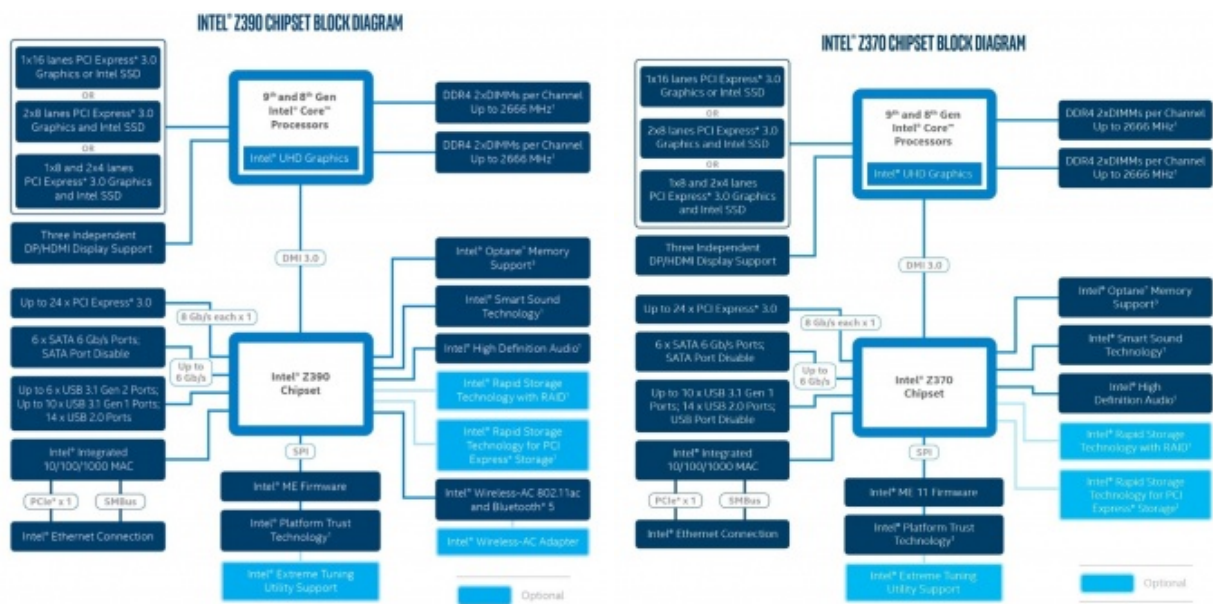 INTEL® Z390 CHIPSET BLOCK DIAGRAM
1x16 lanes PCI Express* 3.0
Graphics or Intel SSD
OR
2x8 lanes PCI Express* 3.0
Graphics and Intel SSD
OR
1x8 and 2x4 lanes
PCI Express* 3.0 Graphics
and Intel SSD
Three Independent
DP/HDMI Display Support
9th and 8th Gen
Intel® Core™
Processors
Intel® UHD Graphics
DDR4 2xDIMMs per Channel
Up to 2666 MHz¹
DDR4 2xDIMMs per Channel
Up to 2666 MHz¹
DMI 3.0
Up to 24 x PCI Express* 3.0
8 Gb/s each x 1
6 x SATA 6 Gb/s Ports;
SATA Port Disable
Up to
6 Gb/s
Up to 6 x USB 3.1 Gen 2 Ports;
Up to 10 x USB 3.1 Gen 1 Ports;
14 x USB 2.0 Ports
Intel® Integrated
10/100/1000 MAC
PCIe* x 1
SMBus
Intel® Ethernet Connection
Intel® Z390
Chipset
SPI
Intel® ME Firmware
Intel® Platform Trust
Technology¹
Intel® Extreme Tuning
Utility Support
Intel® Optane™ Memory
Support¹
Intel® Smart Sound
Technology¹
Intel® High Definition Audio¹
Intel® Rapid Storage
Technology with RAID¹
Intel® Rapid Storage
Technology for PCI
Express* Storage¹
Intel® Wireless-AC 802.11ac
and Bluetooth* 5
Intel® Wireless-AC Adapter
Optional
INTEL® Z370 CHIPSET BLOCK DIAGRAM
1x16 lanes PCI Express* 3.0
Graphics or Intel SSD
OR
2x8 lanes PCI Express* 3.0
Graphics and Intel SSD
OR
1x8 and 2x4 lanes
PCI Express* 3.0 Graphics
and Intel SSD
Three Independent
DP/HDMI Display Support
9th and 8th Gen
Intel® Core™
Processors
Intel® UHD Graphics
DDR4 2xDIMMs per Channel
Up to 2666 MHz¹
DDR4 2xDIMMs per Channel
Up to 2666 MHz¹
DMI 3.0
Up to 24 x PCI Express* 3.0
8 Gb/s each x 1
6 x SATA 6 Gb/s Ports;
SATA Port Disable
Up to
6 Gb/s
Up to 10 x USB 3.1 Gen 1
Ports; 14 x USB 2.0 Ports;
USB Port Disable
Intel® Integrated
10/100/1000 MAC
PCIe* x 1
SMBus
Intel® Ethernet Connection
Intel® Z370
Chipset
SPI
Intel® ME 11 Firmware
Intel® Platform Trust
Technology¹
Intel® Extreme Tuning
Utility Support
Intel® Optane™ Memory
Support³
Intel® Smart Sound
Technology¹
Intel® High
Definition Audio¹
Intel® Rapid Storage
Technology with RAID¹
Intel® Rapid Storage
Technology for PCI
Express* Storage²
Optional